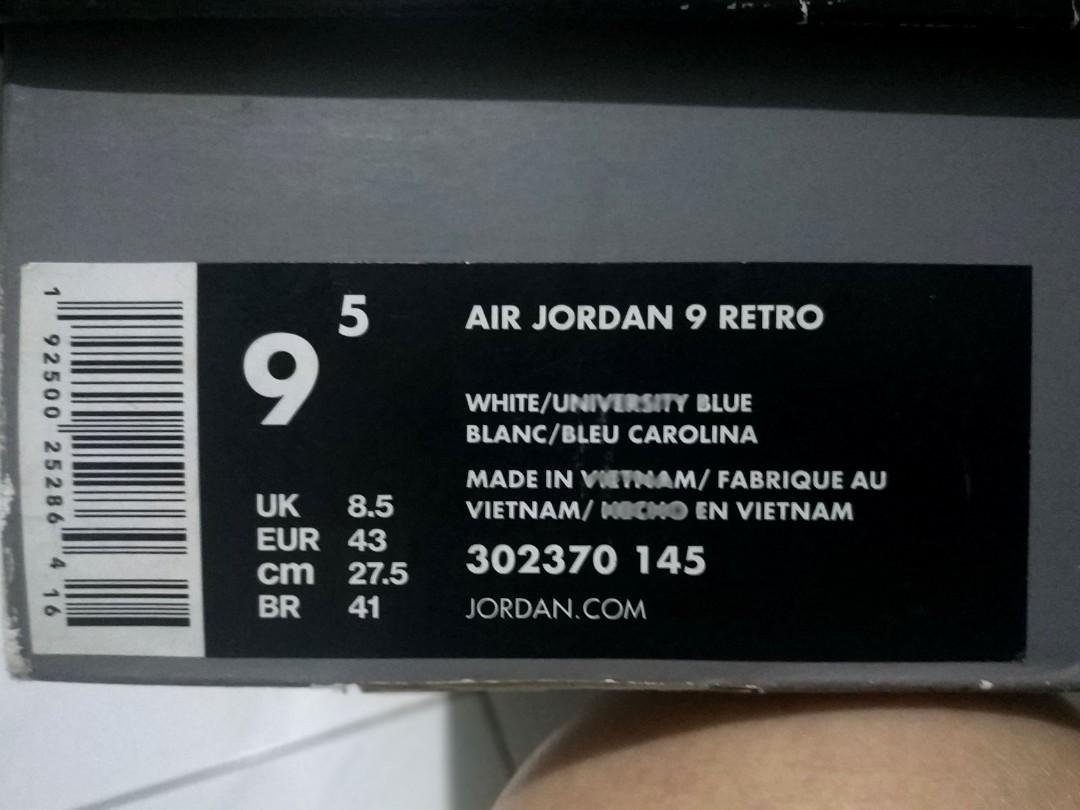 1 92500 25286 4 16
9 5
UK 8.5
EUR 43
cm 27.5
BR 41
AIR JORDAN 9 RETRO
WHITE/UNIVERSITY BLUE
BLANC/BLEU CAROLINA
MADE IN VIETNAM/ FABRIQUE AU
VIETNAM/ HECHO EN VIETNAM
302370 145
JORDAN.COM